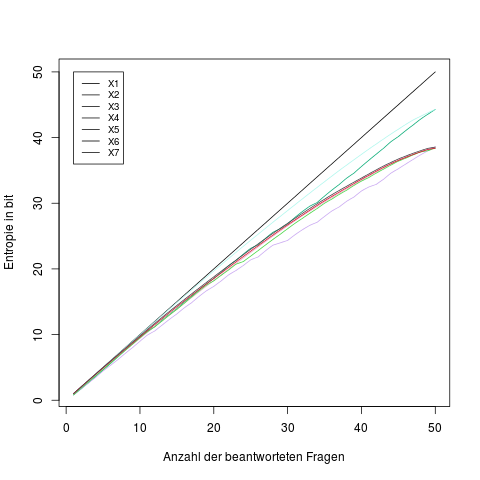 50
40
30
20
10
0
Entropie in bit
X1
X2
X3
X4
X5
X6
X7
0 10 20 30 40 50
Anzahl der beantworteten Fragen